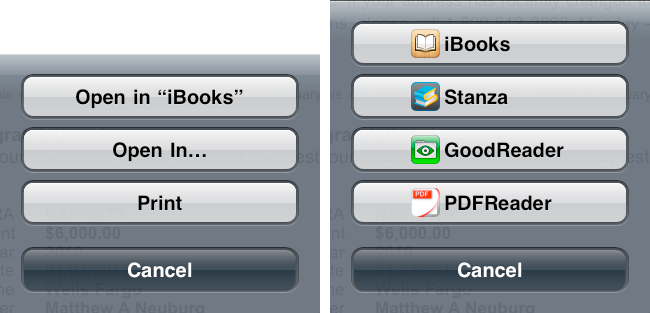 Open in “iBooks”
Open In...
Print
Cancel
$6,000.00
Wells Fargo
Matthew A Neuburg
iBooks
Stanza
GoodReader
PDF
PDFReader
Cancel
$6,000.00
Wells Fargo
Matthew A Neuburg